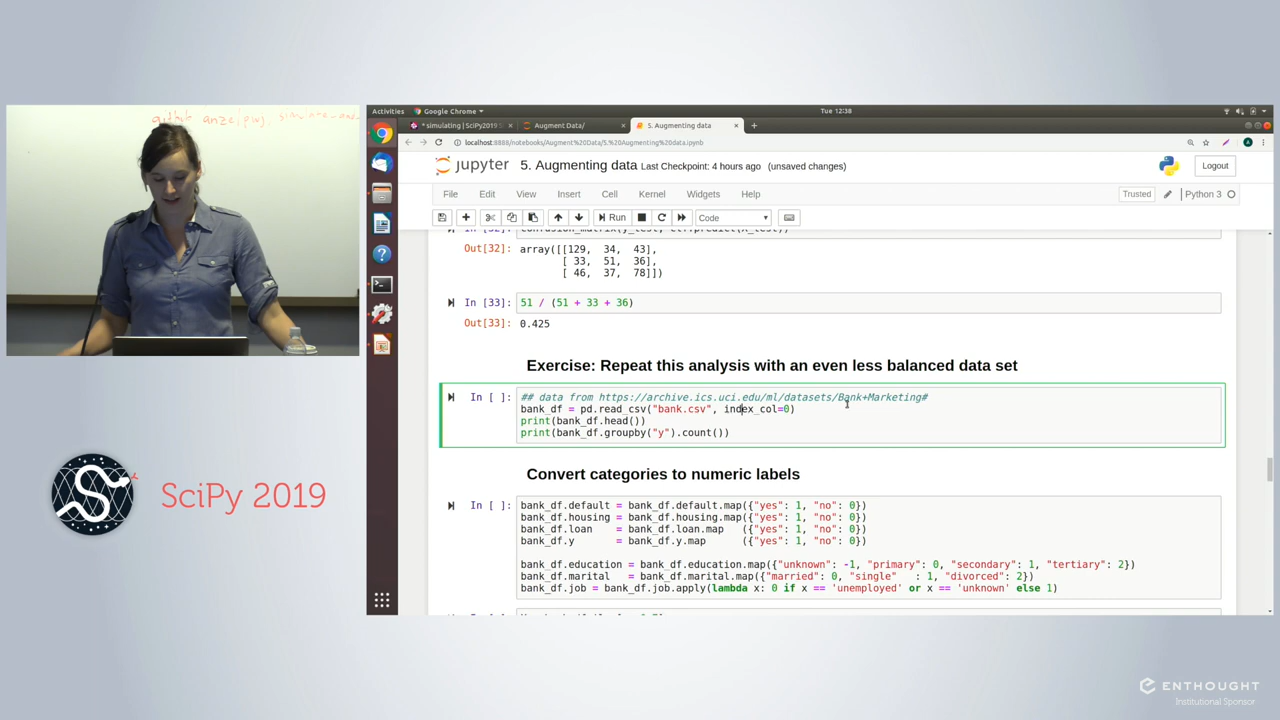 Activities
Google Chrome
Tue 12:38
* simulating | SciPy2019
Augment Data/
5. Augmenting data
localhost:8888/notebooks/Augment%20Data/5.%20Augmenting%20data.ipynb
jupyter 5. Augmenting data Last Checkpoint: 4 hours ago (unsaved changes)
Logout
File Edit View Insert Cell Kernel Widgets Help
Trusted
Python 3
Run
Code
In [32]: confusion_matrix(y_test, clf.predict(x_test))
Out[32]: array([[129, 34, 43],
[ 33, 51, 36],
[ 46, 37, 78]])
In [33]: 51 / (51 + 33 + 36)
Out[33]: 0.425
Exercise: Repeat this analysis with an even less balanced data set
In [ ]: ## data from https://archive.ics.uci.edu/ml/datasets/Bank+Marketing#
bank_df = pd.read_csv("bank.csv", index_col=0)
print(bank_df.head())
print(bank_df.groupby("y").count())
Convert categories to numeric labels
In [ ]: bank_df.default = bank_df.default.map({"yes": 1, "no": 0})
bank_df.housing = bank_df.housing.map({"yes": 1, "no": 0})
bank_df.loan = bank_df.loan.map ({"yes": 1, "no": 0})
bank_df.y = bank_df.y.map ({"yes": 1, "no": 0})
bank_df.education = bank_df.education.map({"unknown": -1, "primary": 0, "secondary": 1, "tertiary": 2})
bank_df.marital = bank_df.marital.map({"married": 0, "single" : 1, "divorced": 2})
bank_df.job = bank_df.job.apply(lambda x: 0 if x == 'unemployed' or x == 'unknown' else 1)
SciPy 2019
ENTHOUGHT
Institutional Sponsor